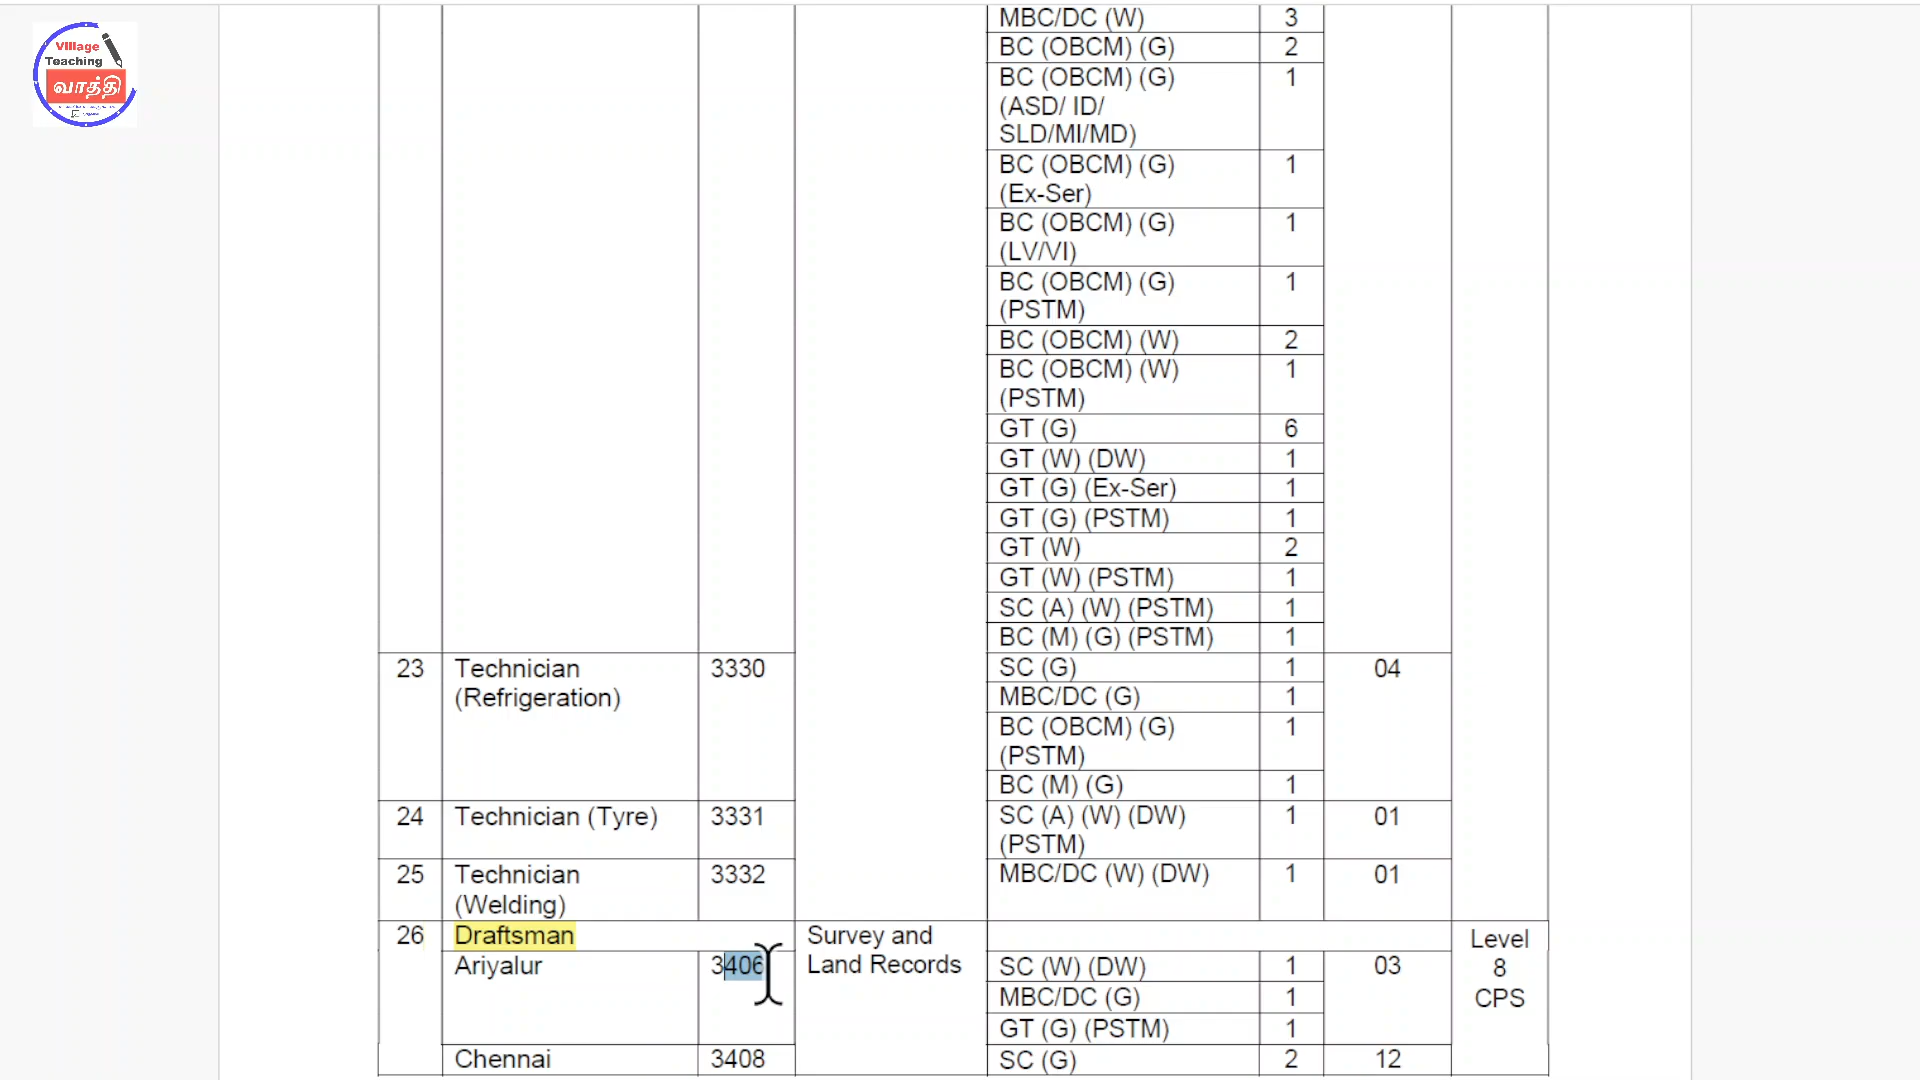 Village
Teaching
வாத்தி
MBC/DC (W) 3
BC (OBCM) (G) 2
BC (OBCM) (G) 1
(ASD/ ID/
SLD/MI/MD)
BC (OBCM) (G) 1
(Ex-Ser)
BC (OBCM) (G) 1
(LV/VI)
BC (OBCM) (G) 1
(PSTM)
BC (OBCM) (W) 2
BC (OBCM) (W) 1
(PSTM)
GT (G) 6
GT (W) (DW) 1
GT (G) (Ex-Ser) 1
GT (G) (PSTM) 1
GT (W) 2
GT (W) (PSTM) 1
SC (A) (W) (PSTM) 1
BC (M) (G) (PSTM) 1
23 Technician 3330 SC (G) 1 04
(Refrigeration) MBC/DC (G) 1
BC (OBCM) (G) 1
(PSTM)
BC (M) (G) 1
24 Technician (Tyre) 3331 SC (A) (W) (DW) 1 01
(PSTM)
25 Technician 3332 MBC/DC (W) (DW) 1 01
(Welding)
26 Draftsman Survey and Level
Ariyalur 3406 Land Records SC (W) (DW) 1 03 8
MBC/DC (G) 1 CPS
GT (G) (PSTM) 1
Chennai 3408 SC (G) 2 12